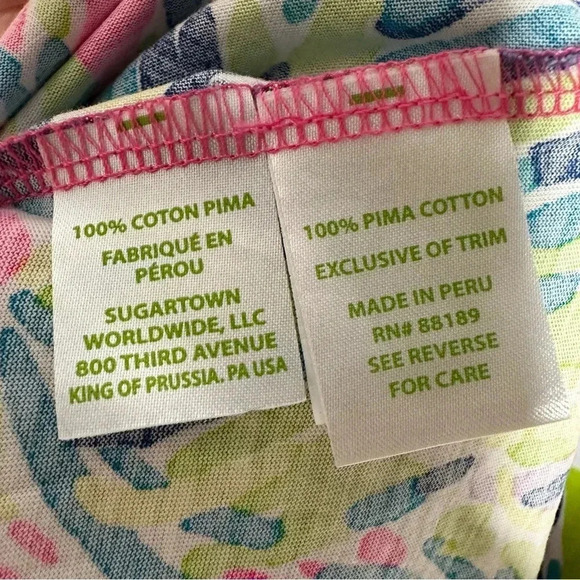 100% COTON PIMA
FABRIQUÉ EN
PÉROU
SUGARTOWN
WORLDWIDE, LLC
800 THIRD AVENUE
KING OF PRUSSIA. PA USA
100% PIMA COTTON
EXCLUSIVE OF TRIM
MADE IN PERU
RN# 88189
SEE REVERSE
FOR CARE